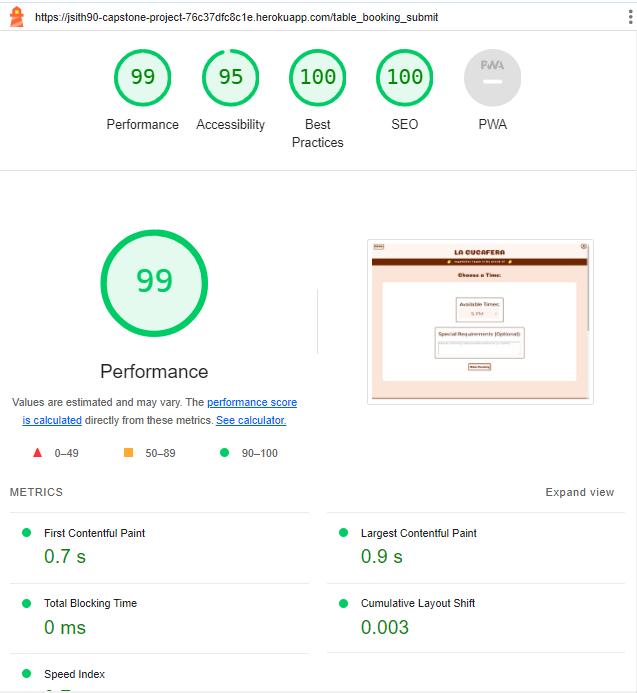 https://jsith90-capstone-project-76c37dfc8c1e.herokuapp.com/table_booking_submit
99
95
100
100
PWA
Performance
Accessibility
Best
Practices
SEO
PWA
99
LA CUCAFERA
Choose a Time:
Available Times:
5 PM
Special Requirements (Optional):
Performance
Values are estimated and may vary. The performance score
is calculated directly from these metrics. See calculator.
0–49
50–89
90–100
METRICS
Expand view
First Contentful Paint
0.7 s
Largest Contentful Paint
0.9 s
Total Blocking Time
0 ms
Cumulative Layout Shift
0.003
Speed Index